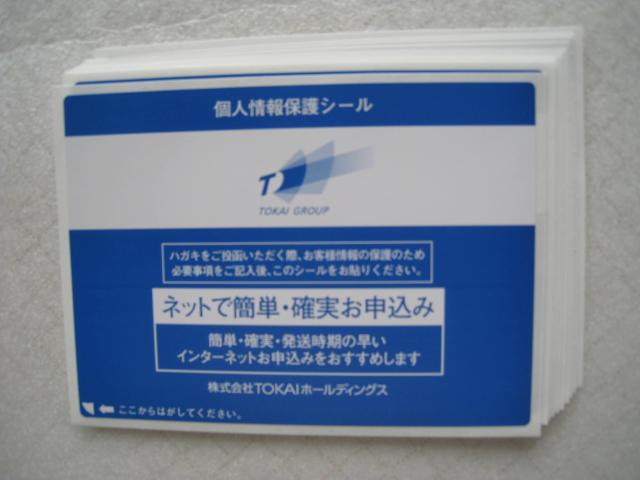 個人情報保護シール
T
TOKAI GROUP
ハガキをご投函いただく際、お客様情報の保護のため
必要事項をご記入後、このシールをお貼りください。
ネットで簡単・確実お申込み
簡単・確実・発送時期の早い
インターネットお申込みをおすすめします
株式会社TOKAIホールディングス
ここからはがしてください。